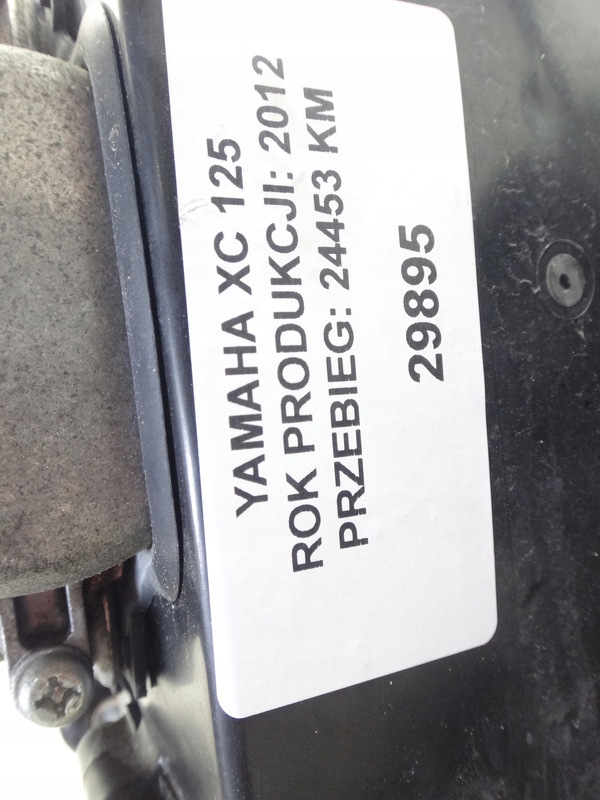 YAMAHA XC 125
ROK PRODUKCJI: 2012
PRZEBIEG: 24453 KM
29895